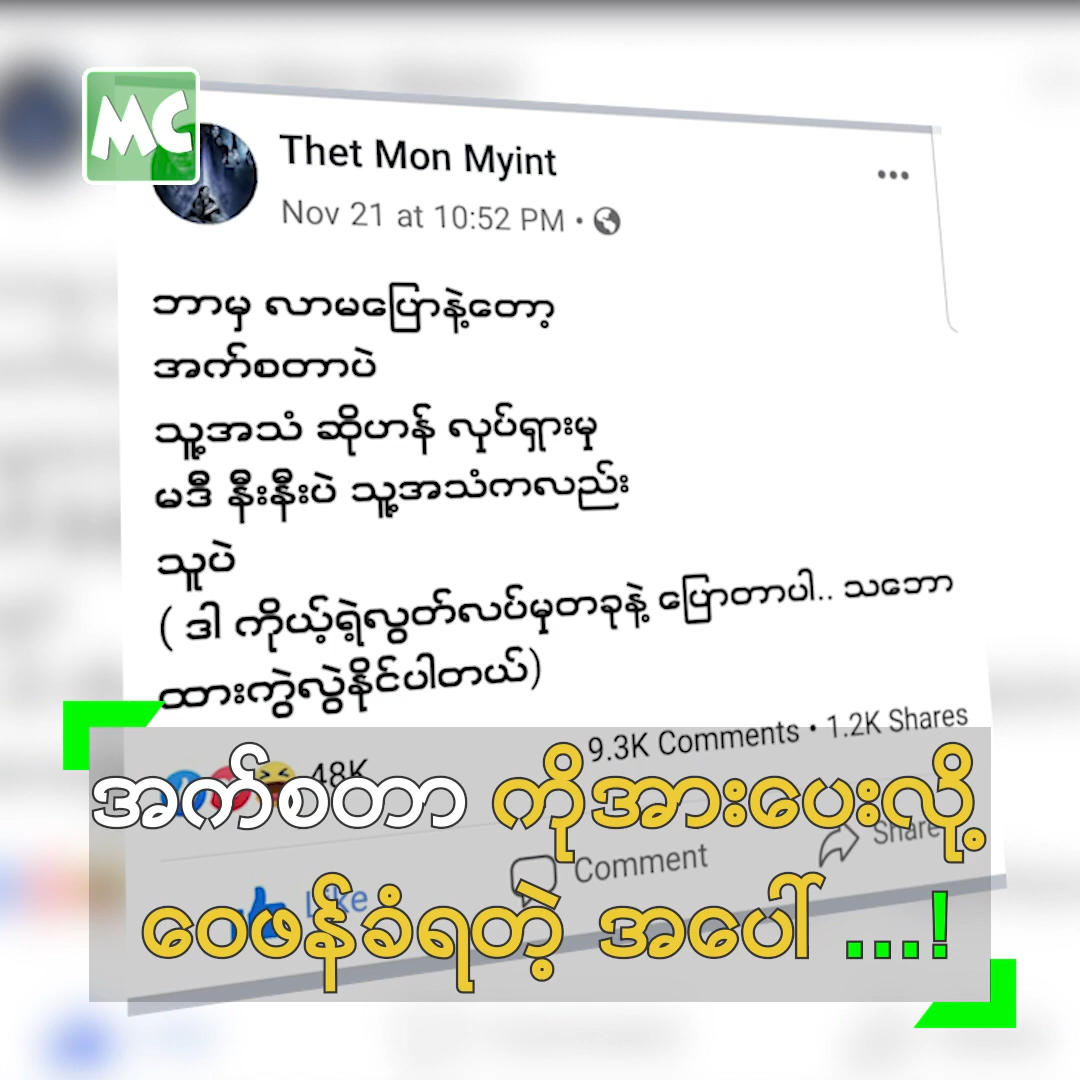 MC
Thet Mon Myint
Nov 21 at 10:52 PM •
ဘာမှ လာမပြောနဲ့တော့
အက်စတာပဲ
သူ့အသံ ဆိုဟန် လှုပ်ရှားမှု
မဒီ နီးနီးပဲ သူ့အသံကလည်း
သူပဲ
( ဒါ ကိုယ့်ရဲ့လွတ်လပ်မှုတခုနဲ့ ပြောတာပါ.. သဘော
ထားကွဲလွဲနိုင်ပါတယ်)
48K 9.3K Comments • 1.2K Shares
အက်စတာ ကိုအားပေးလို့
Like Comment Share
ဝေဖန်ခံရတဲ့ အပေါ် ...!